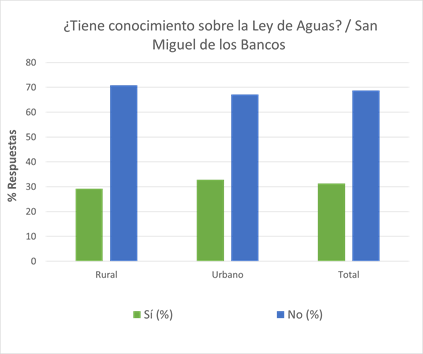 ¿Tiene conocimiento sobre la Ley de Aguas? / San
Miguel de los Bancos
% Respuestas
80
70
60
50
40
30
20
10
0
Rural Urbano Total
Sí (%) No (%)